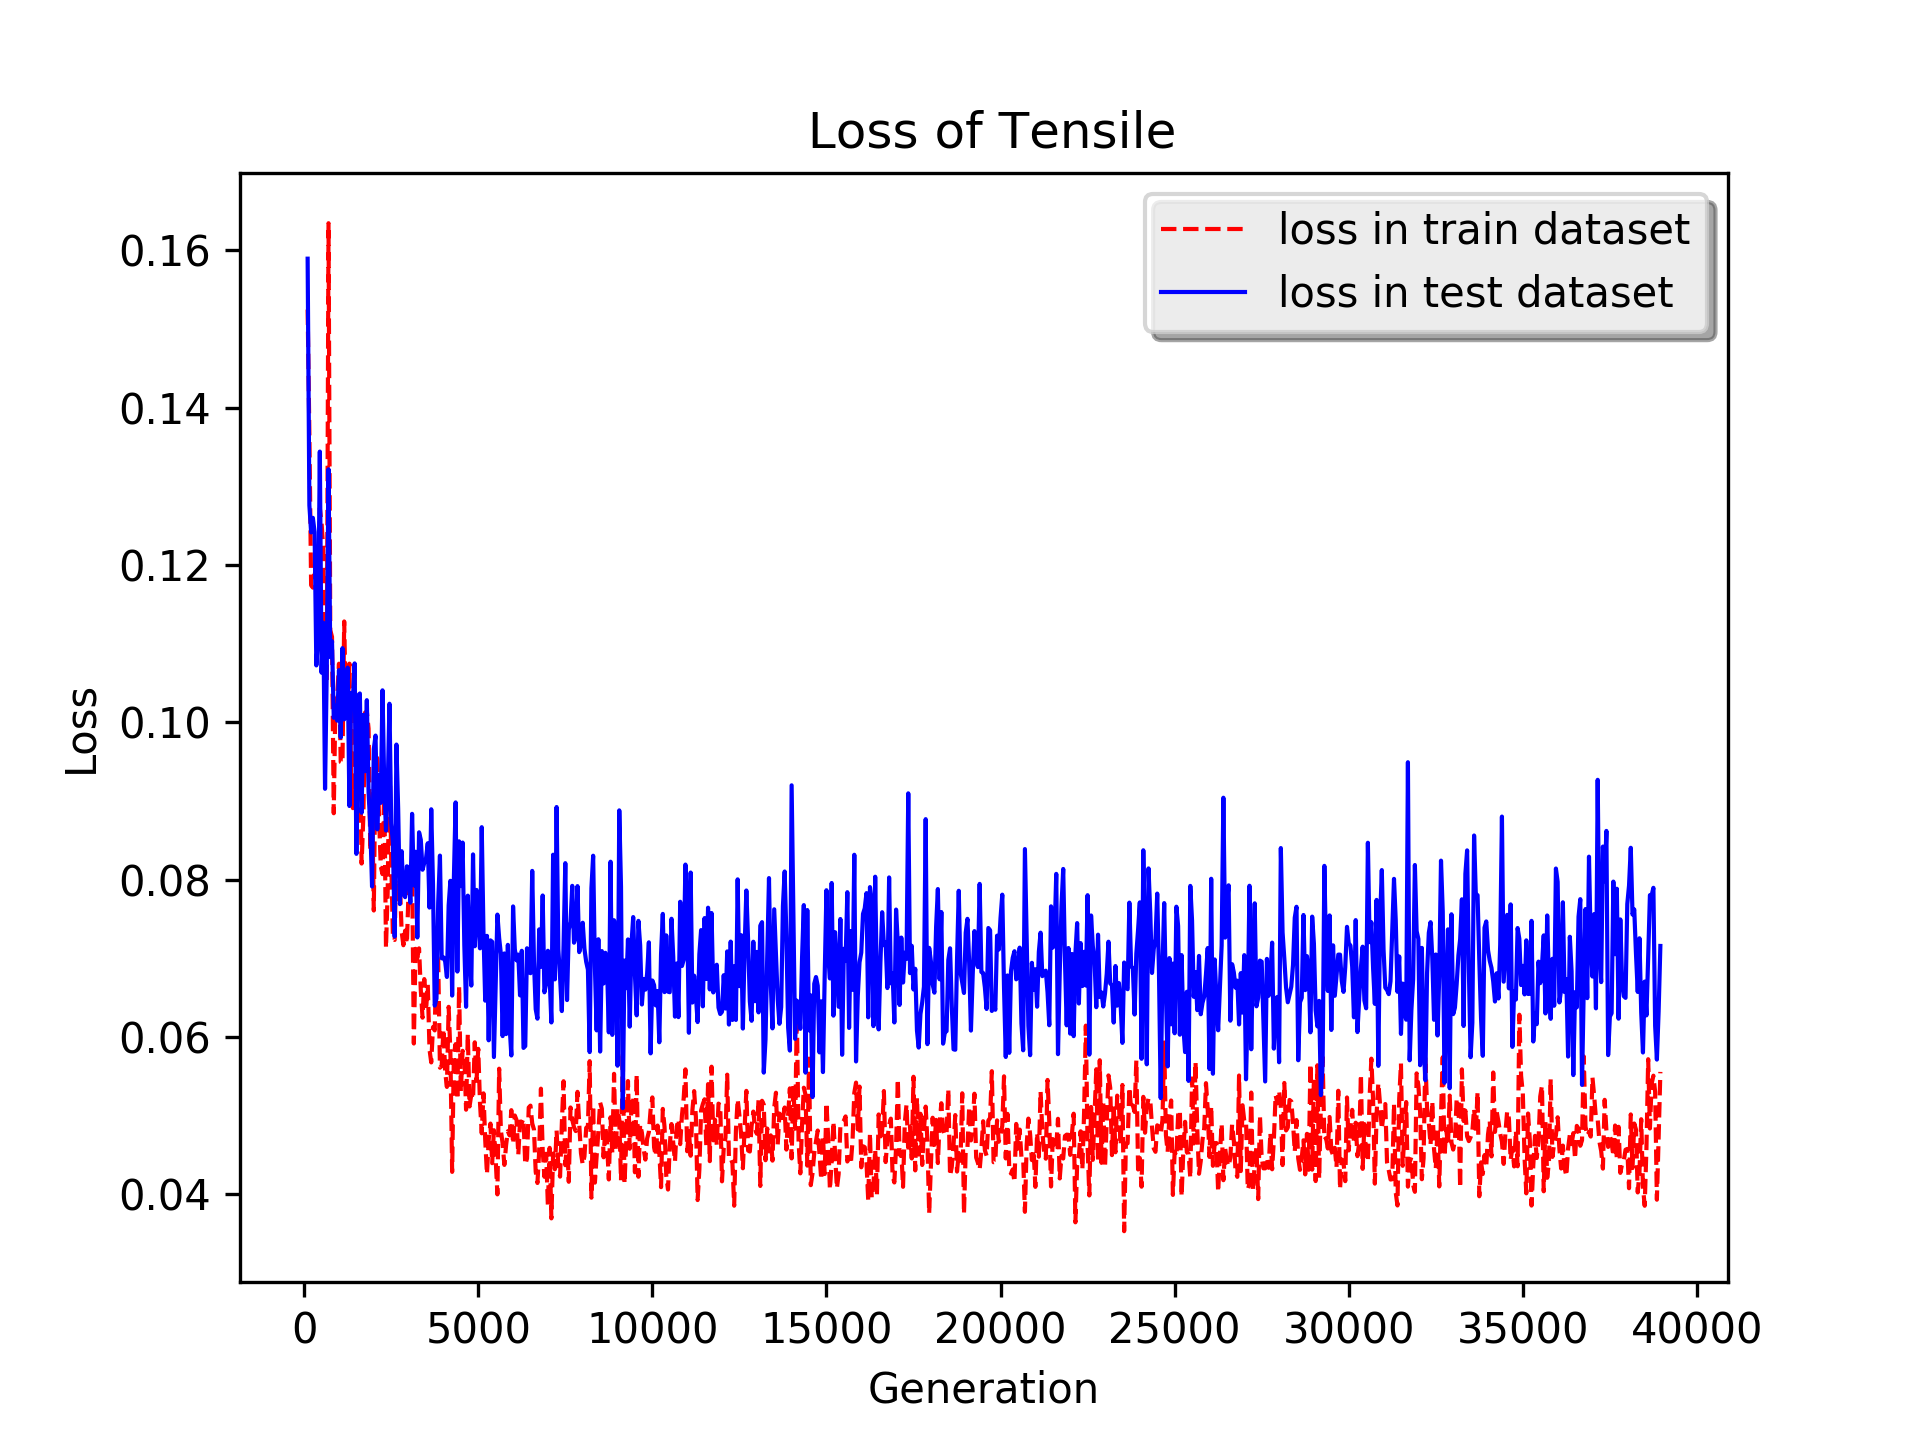 Loss of Tensile
loss in train dataset
loss in test dataset
0.16
0.14
0.12
0.10
0.08
0.06
0.04
Loss
0 5000 10000 15000 20000 25000 30000 35000 40000
Generation